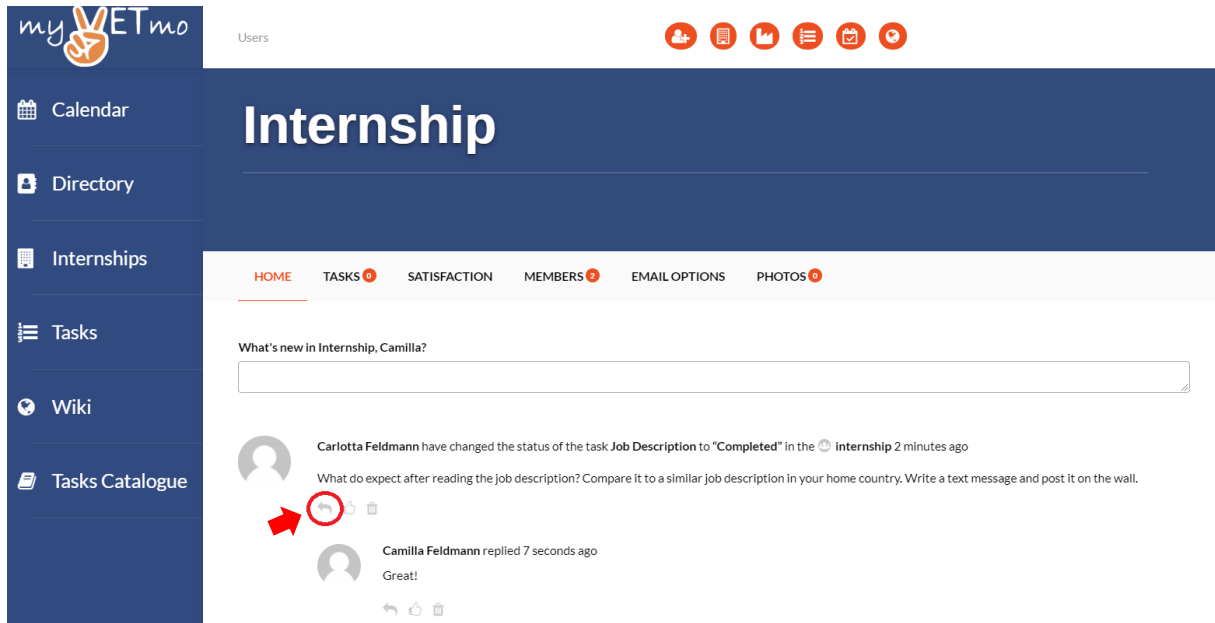 my VETmo
Users
Calendar
Directory
Internships
Tasks
Wiki
Tasks Catalogue
Internship
HOME TASKS 0 SATISFACTION MEMBERS 2 EMAIL OPTIONS PHOTOS 0
What's new in Internship, Camilla?
Carlotta Feldmann have changed the status of the task Job Description to “Completed” in the internship 2 minutes ago
What do expect after reading the job description? Compare it to a similar job description in your home country. Write a text message and post it on the wall.
Camilla Feldmann replied 7 seconds ago
Great!